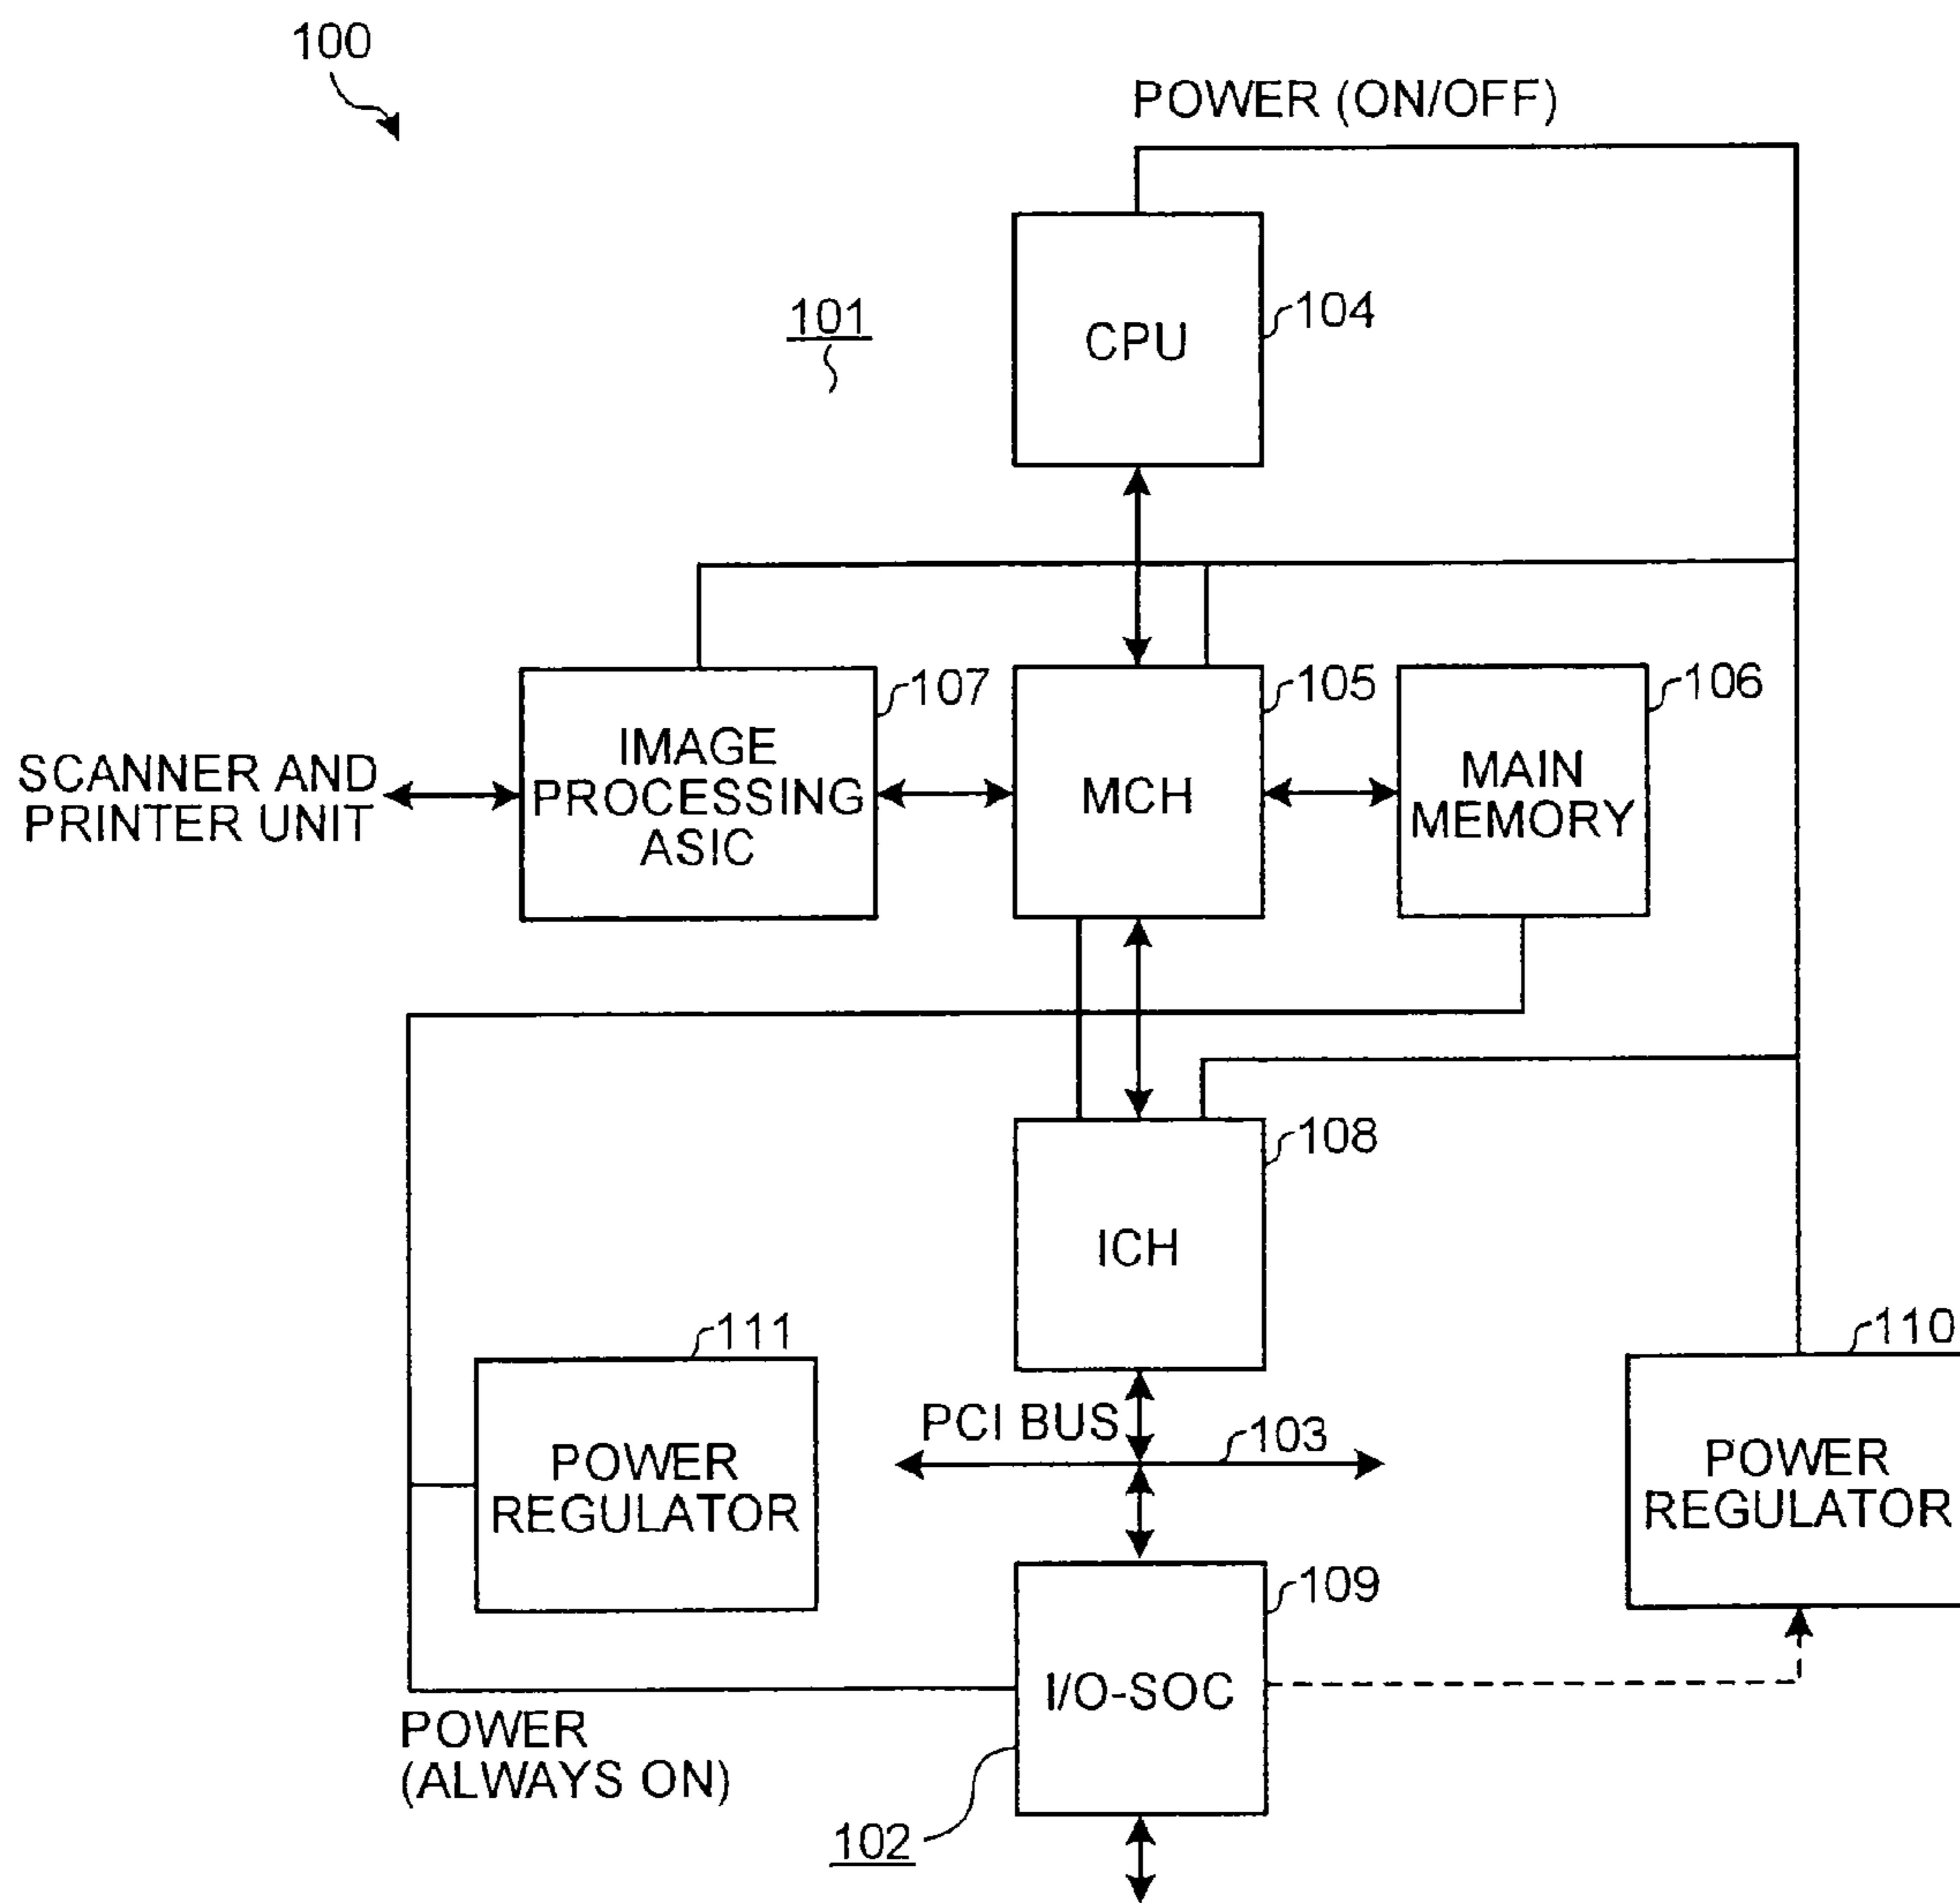 100
POWER (ON/OFF)
101
CPU
104
107
105
106
SCANNER AND
PRINTER UNIT
IMAGE
PROCESSING
ASIC
MCH
MAIN
MEMORY
108
ICH
111
110
PCI BUS
103
POWER
REGULATOR
POWER
REGULATOR
109
I/O-SOC
POWER
(ALWAYS ON)
102